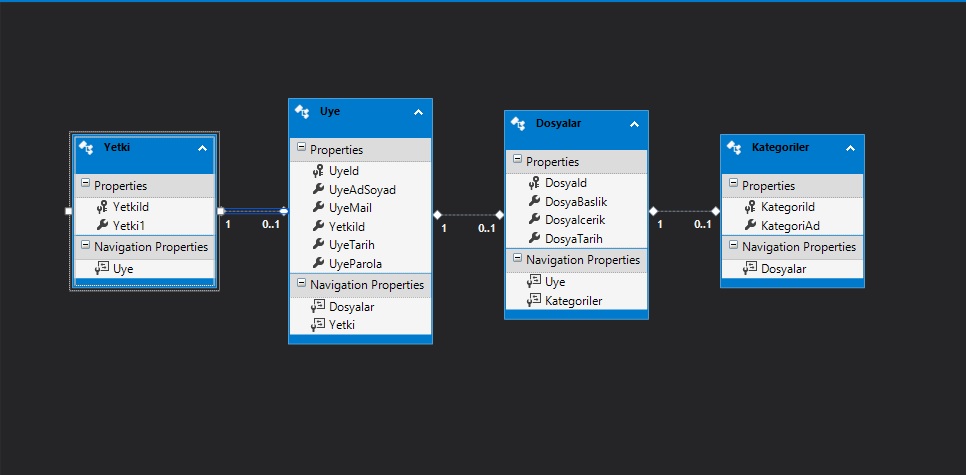 Yetki
Properties
YetkiId
Yetki1
Navigation Properties
Uye
1
0..1
Uye
Properties
UyeId
UyeAdSoyad
UyeMail
YetkiId
UyeTarih
UyeParola
Navigation Properties
Dosyalar
Yetki
1
0..1
Dosyalar
Properties
DosyaId
DosyaBaslik
DosyaIcerik
DosyaTarih
Navigation Properties
Uye
Kategoriler
1
0..1
Kategoriler
Properties
KategoriId
KategoriAd
Navigation Properties
Dosyalar